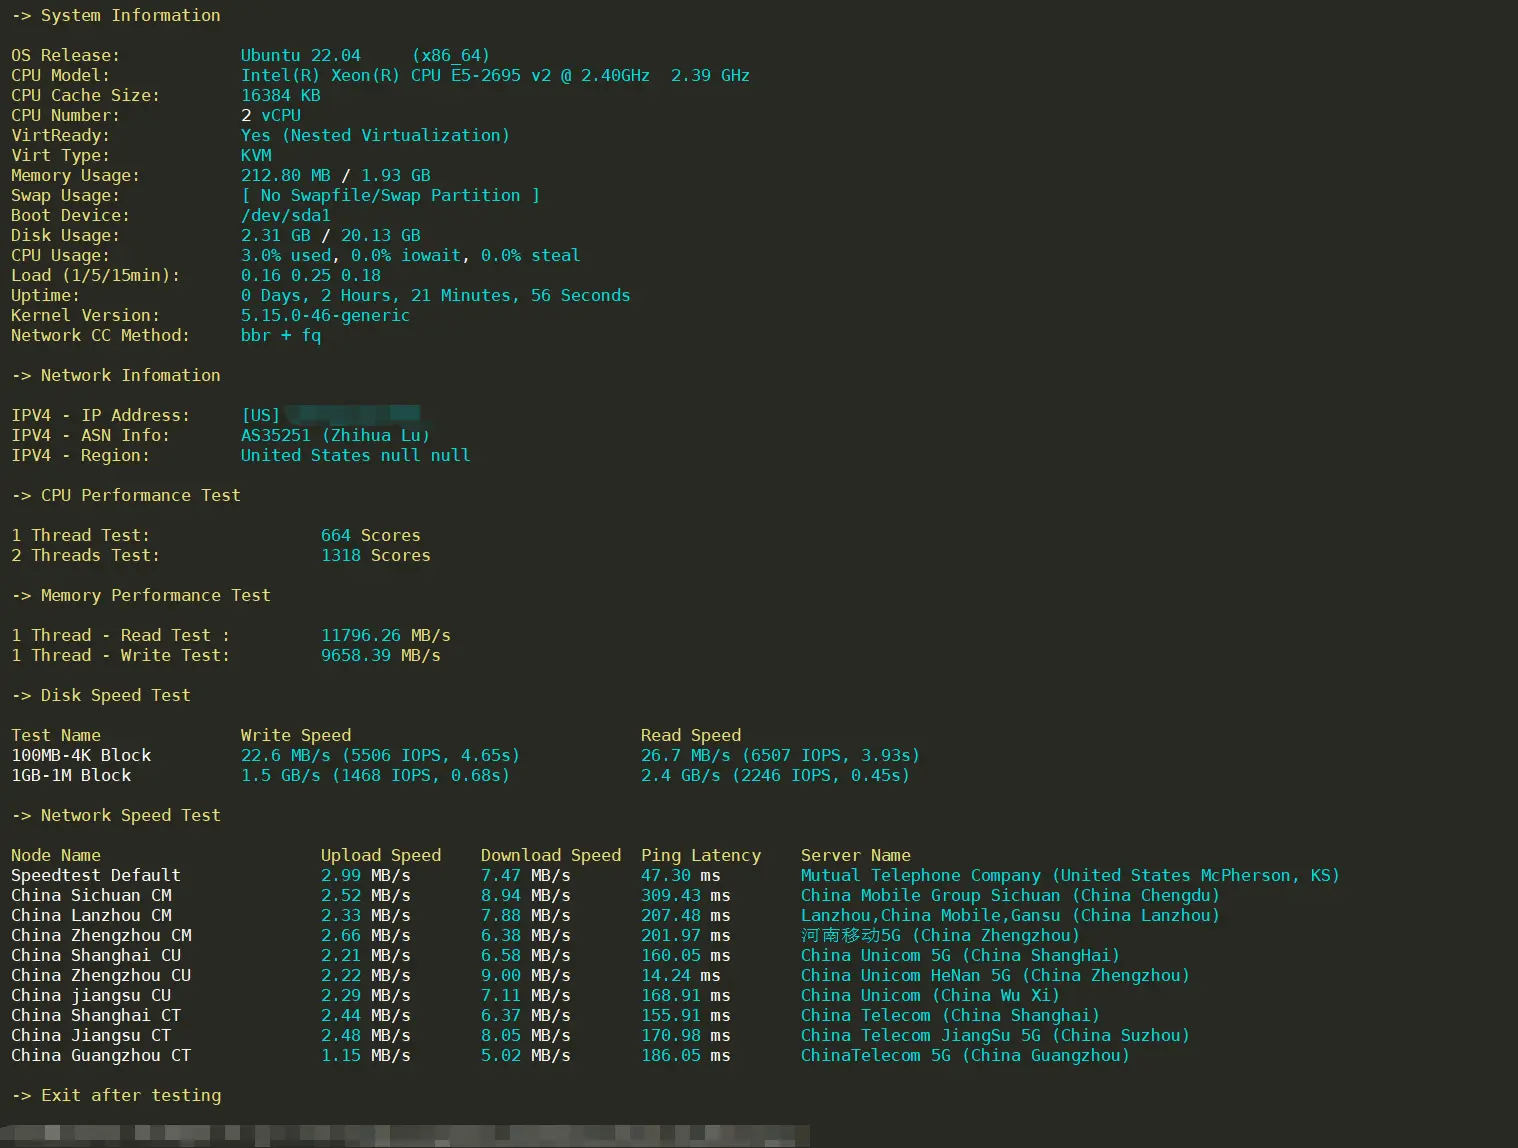 -> System Information
OS Release: Ubuntu 22.04 (x86_64)
CPU Model: Intel(R) Xeon(R) CPU E5-2695 v2 @ 2.40GHz 2.39 GHz
CPU Cache Size: 16384 KB
CPU Number: 2 vCPU
VirtReady: Yes (Nested Virtualization)
Virt Type: KVM
Memory Usage: 212.80 MB / 1.93 GB
Swap Usage: [ No Swapfile/Swap Partition ]
Boot Device: /dev/sda1
Disk Usage: 2.31 GB / 20.13 GB
CPU Usage: 3.0% used, 0.0% iowait, 0.0% steal
Load (1/5/15min): 0.16 0.25 0.18
Uptime: 0 Days, 2 Hours, 21 Minutes, 56 Seconds
Kernel Version: 5.15.0-46-generic
Network CC Method: bbr + fq
-> Network Infomation
IPV4 - IP Address: [US]
IPV4 - ASN Info: AS35251 (Zhihua Lu)
IPV4 - Region: United States null null
-> CPU Performance Test
1 Thread Test: 664 Scores
2 Threads Test: 1318 Scores
-> Memory Performance Test
1 Thread - Read Test : 11796.26 MB/s
1 Thread - Write Test: 9658.39 MB/s
-> Disk Speed Test
Test Name Write Speed Read Speed
100MB-4K Block 22.6 MB/s (5506 IOPS, 4.65s) 26.7 MB/s (6507 IOPS, 3.93s)
1GB-1M Block 1.5 GB/s (1468 IOPS, 0.68s) 2.4 GB/s (2246 IOPS, 0.45s)
-> Network Speed Test
Node Name Upload Speed Download Speed Ping Latency Server Name
Speedtest Default 2.99 MB/s 7.47 MB/s 47.30 ms Mutual Telephone Company (United States McPherson, KS)
China Sichuan CM 2.52 MB/s 8.94 MB/s 309.43 ms China Mobile Group Sichuan (China Chengdu)
China Lanzhou CM 2.33 MB/s 7.88 MB/s 207.48 ms Lanzhou,China Mobile,Gansu (China Lanzhou)
China Zhengzhou CM 2.66 MB/s 6.38 MB/s 201.97 ms 河南移动5G (China Zhengzhou)
China Shanghai CU 2.21 MB/s 6.58 MB/s 160.05 ms China Unicom 5G (China ShangHai)
China Zhengzhou CU 2.22 MB/s 9.00 MB/s 14.24 ms China Unicom HeNan 5G (China Zhengzhou)
China jiangsu CU 2.29 MB/s 7.11 MB/s 168.91 ms China Unicom (China Wu Xi)
China Shanghai CT 2.44 MB/s 6.37 MB/s 155.91 ms China Telecom (China Shanghai)
China Jiangsu CT 2.48 MB/s 8.05 MB/s 170.98 ms China Telecom JiangSu 5G (China Suzhou)
China Guangzhou CT 1.15 MB/s 5.02 MB/s 186.05 ms ChinaTelecom 5G (China Guangzhou)
-> Exit after testing